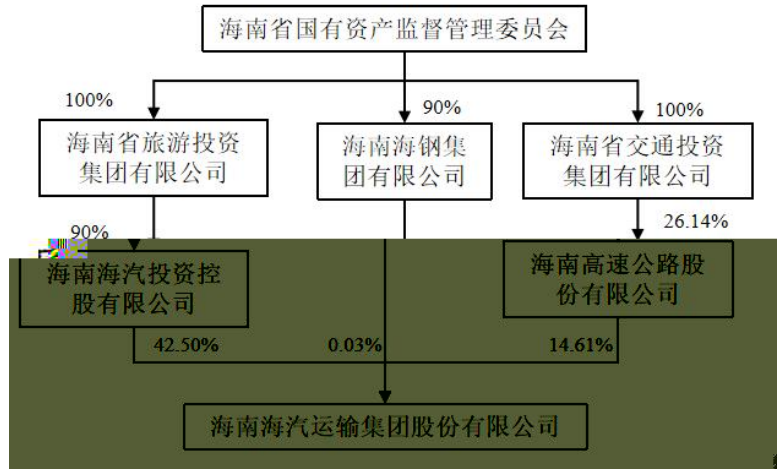 海南省国有资产监督管理委员会
100%
90%
100%
海南省旅游投资
集团有限公司
海南海钢集
团有限公司
海南省交通投资
集团有限公司
90%
26.14%
海南海汽投资控
股有限公司
海南高速公路股
份有限公司
42.50%
0.03%
14.61%
海南海汽运输集团股份有限公司